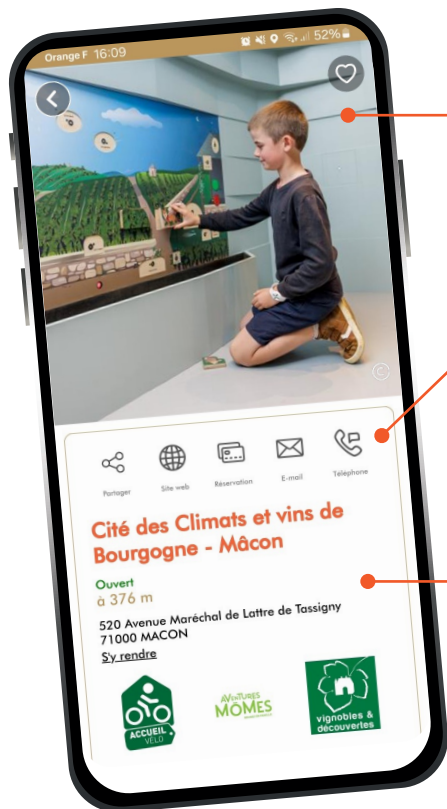 Orange F 16:09
52%
Partager
Site web
Réservation
E-mail
Téléphone
Cité des Climats et vins de
Bourgogne - Mâcon
Ouvert
à 376 m
520 Avenue Maréchal de Lattre de Tassigny
71000 MACON
S'y rendre
ACCUEIL
VÉLO
AVENTURES
MÔMES
vignobles &
découvertes